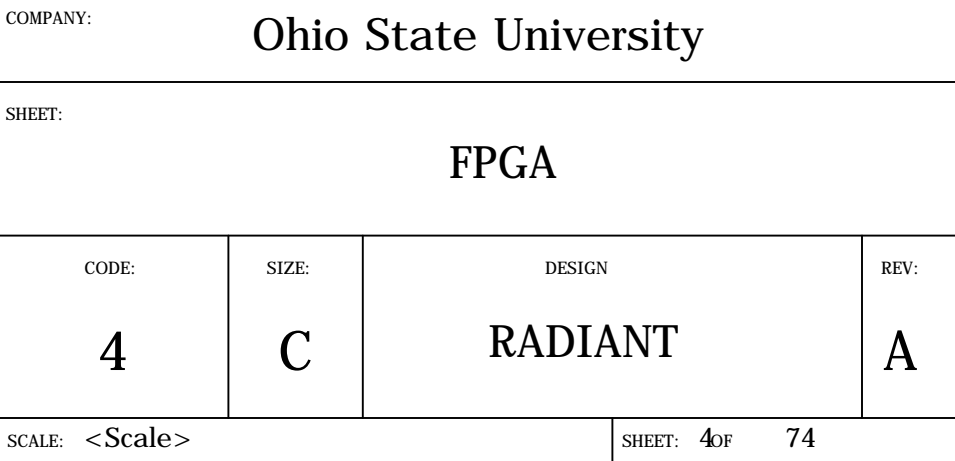 COMPANY: Ohio State University
SHEET:
FPGA
CODE: SIZE: DESIGN REV:
4 C RADIANT A
SCALE: <Scale> SHEET: 4OF 74